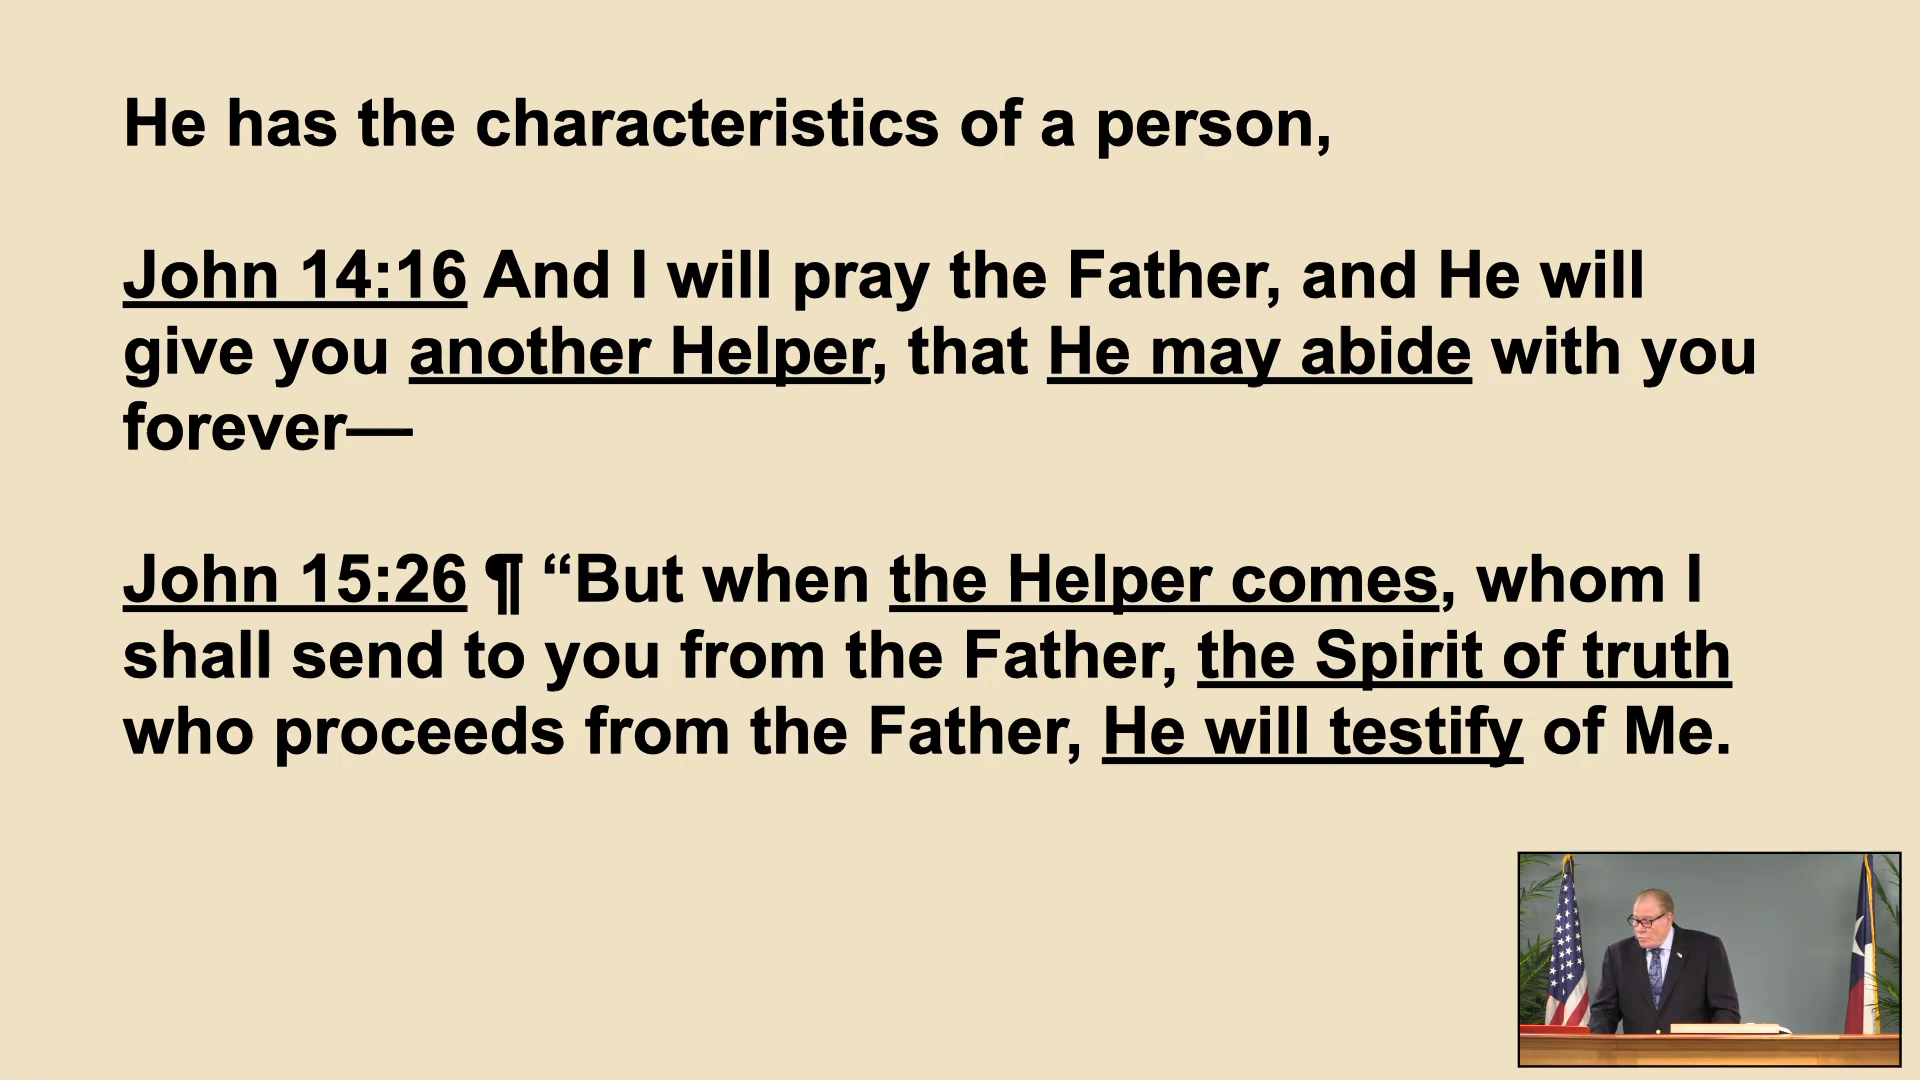 He has the characteristics of a person,
John 14:16 And I will pray the Father, and He will
give you another Helper, that He may abide with you
forever—
John 15:26 ¶ “But when the Helper comes, whom I
shall send to you from the Father, the Spirit of truth
who proceeds from the Father, He will testify of Me.